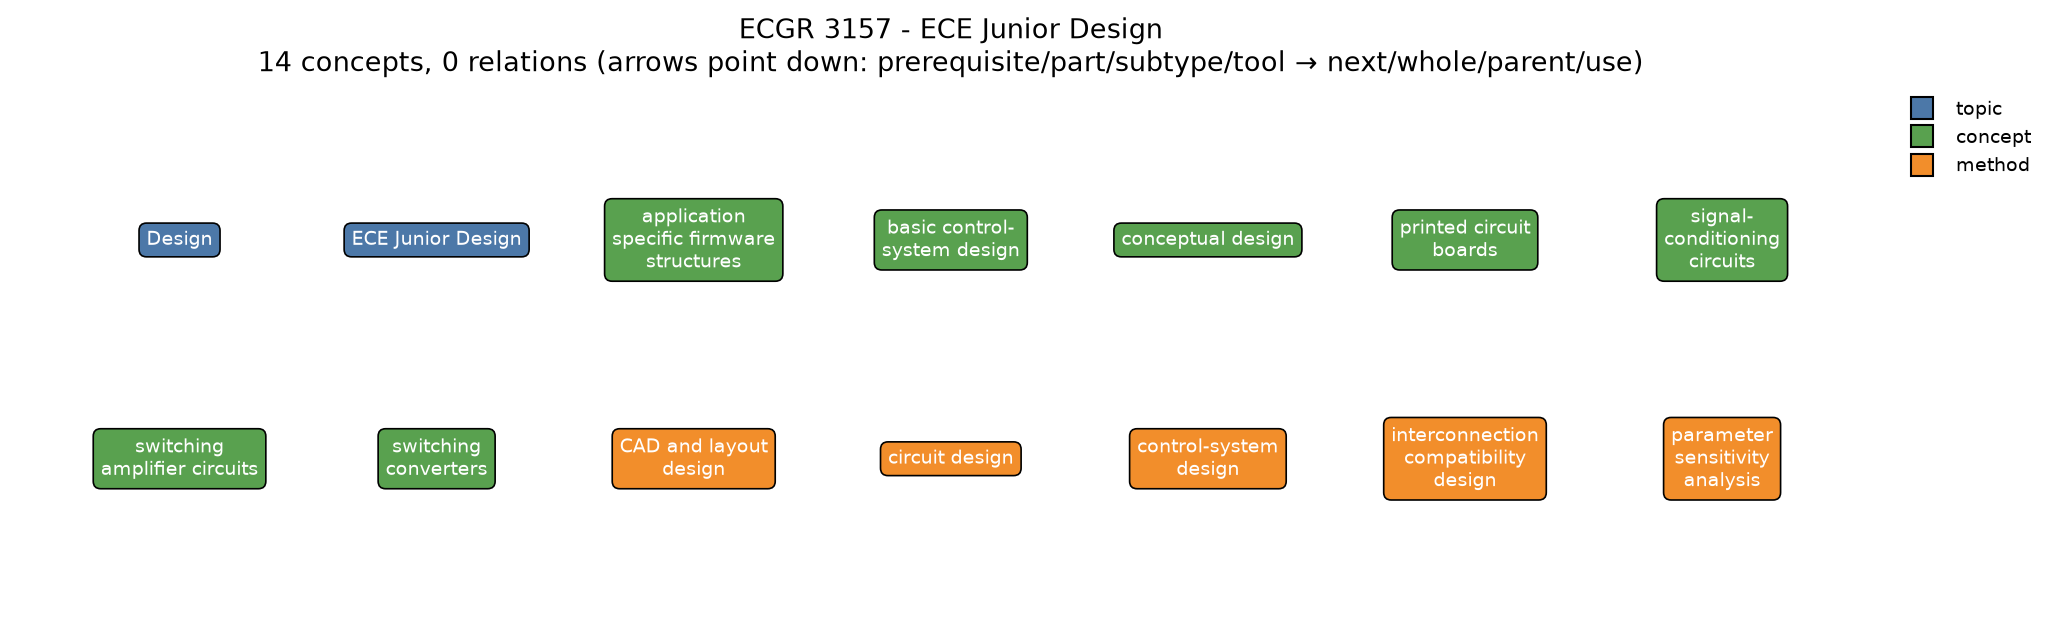 ECGR 3157 - ECE Junior Design
14 concepts, 0 relations (arrows point down: prerequisite/part/subtype/tool → next/whole/parent/use)
topic
concept
method
Design
ECE Junior Design
application
specific firmware
structures
basic control-
system design
conceptual design
printed circuit
boards
signal-
conditioning
circuits
switching
amplifier circuits
switching
converters
CAD and layout
design
circuit design
control-system
design
interconnection
compatibility
design
parameter
sensitivity
analysis